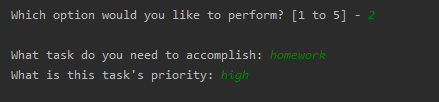 Which option would you like to perform? [1 to 5] - 2
What task do you need to accomplish: homework
What is this task's priority: high